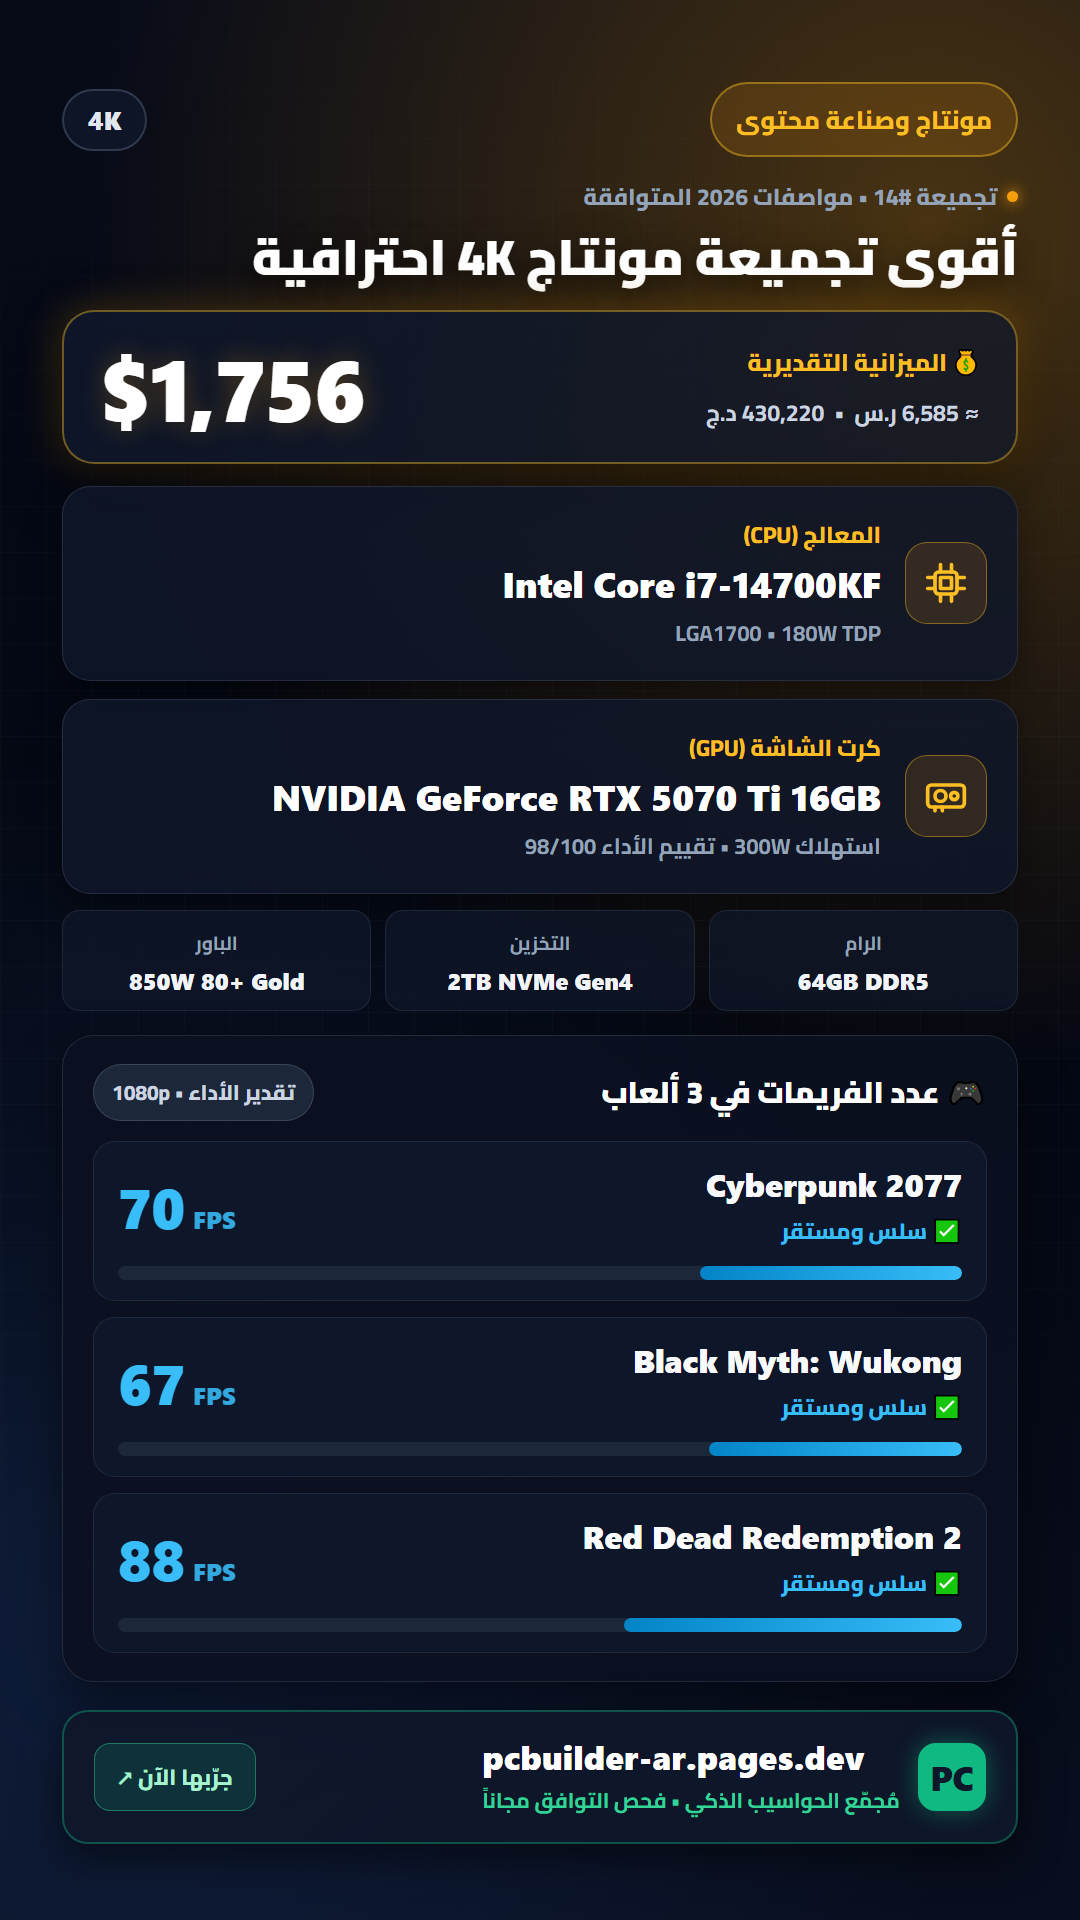 مونتاج وصناعة محتوى
4K
تجميعة #14 • مواصفات 2026 المتوافقة
أقوى تجميعة مونتاج 4K احترافية
💰 الميزانية التقديرية
$1,756
≈ 6,585 ر.س • 430,220 د.ج
المعالج (CPU)
Intel Core i7-14700KF
LGA1700 • 180W TDP
كرت الشاشة (GPU)
NVIDIA GeForce RTX 5070 Ti 16GB
استهلاك 300W • تقييم الأداء 98/100
الرام
64GB DDR5
التخزين
2TB NVMe Gen4
الباور
850W 80+ Gold
🎮 عدد الفريمات في 3 ألعاب
تقدير الأداء • 1080p
Cyberpunk 2077
✅ سلس ومستقر
70 FPS
Black Myth: Wukong
✅ سلس ومستقر
67 FPS
Red Dead Redemption 2
✅ سلس ومستقر
88 FPS
PC
pcbuilder-ar.pages.dev
مُجمّع الحواسيب الذكي • فحص التوافق مجاناً
جرّبها الآن ↗